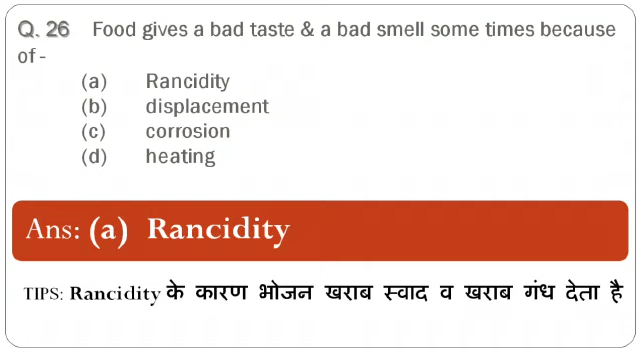 Q. 26 Food gives a bad taste & a bad smell some times because
of -
(a) Rancidity
(b) displacement
(c) corrosion
(d) heating
Ans: (a) Rancidity
TIPS: Rancidity के कारण भोजन खराब स्वाद व खराब गंध देता है